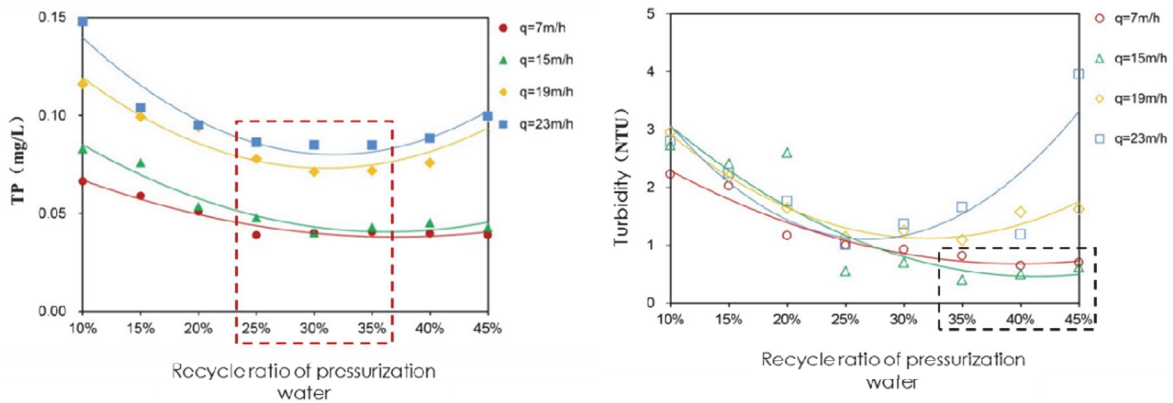 0.15
0.10
0.05
0.00
TP (mg/L)
10% 15% 20% 25% 30% 35% 40% 45%
Recycle ratio of pressurization
water
q=7m/h
q=15m/h
q=19m/h
q=23m/h
5
4
3
2
1
0
Turbidity (NTU)
10% 15% 20% 25% 30% 35% 40% 45%
Recycle ratio of pressurization
water
q=7m/h
q=15m/h
q=19m/h
q=23m/h